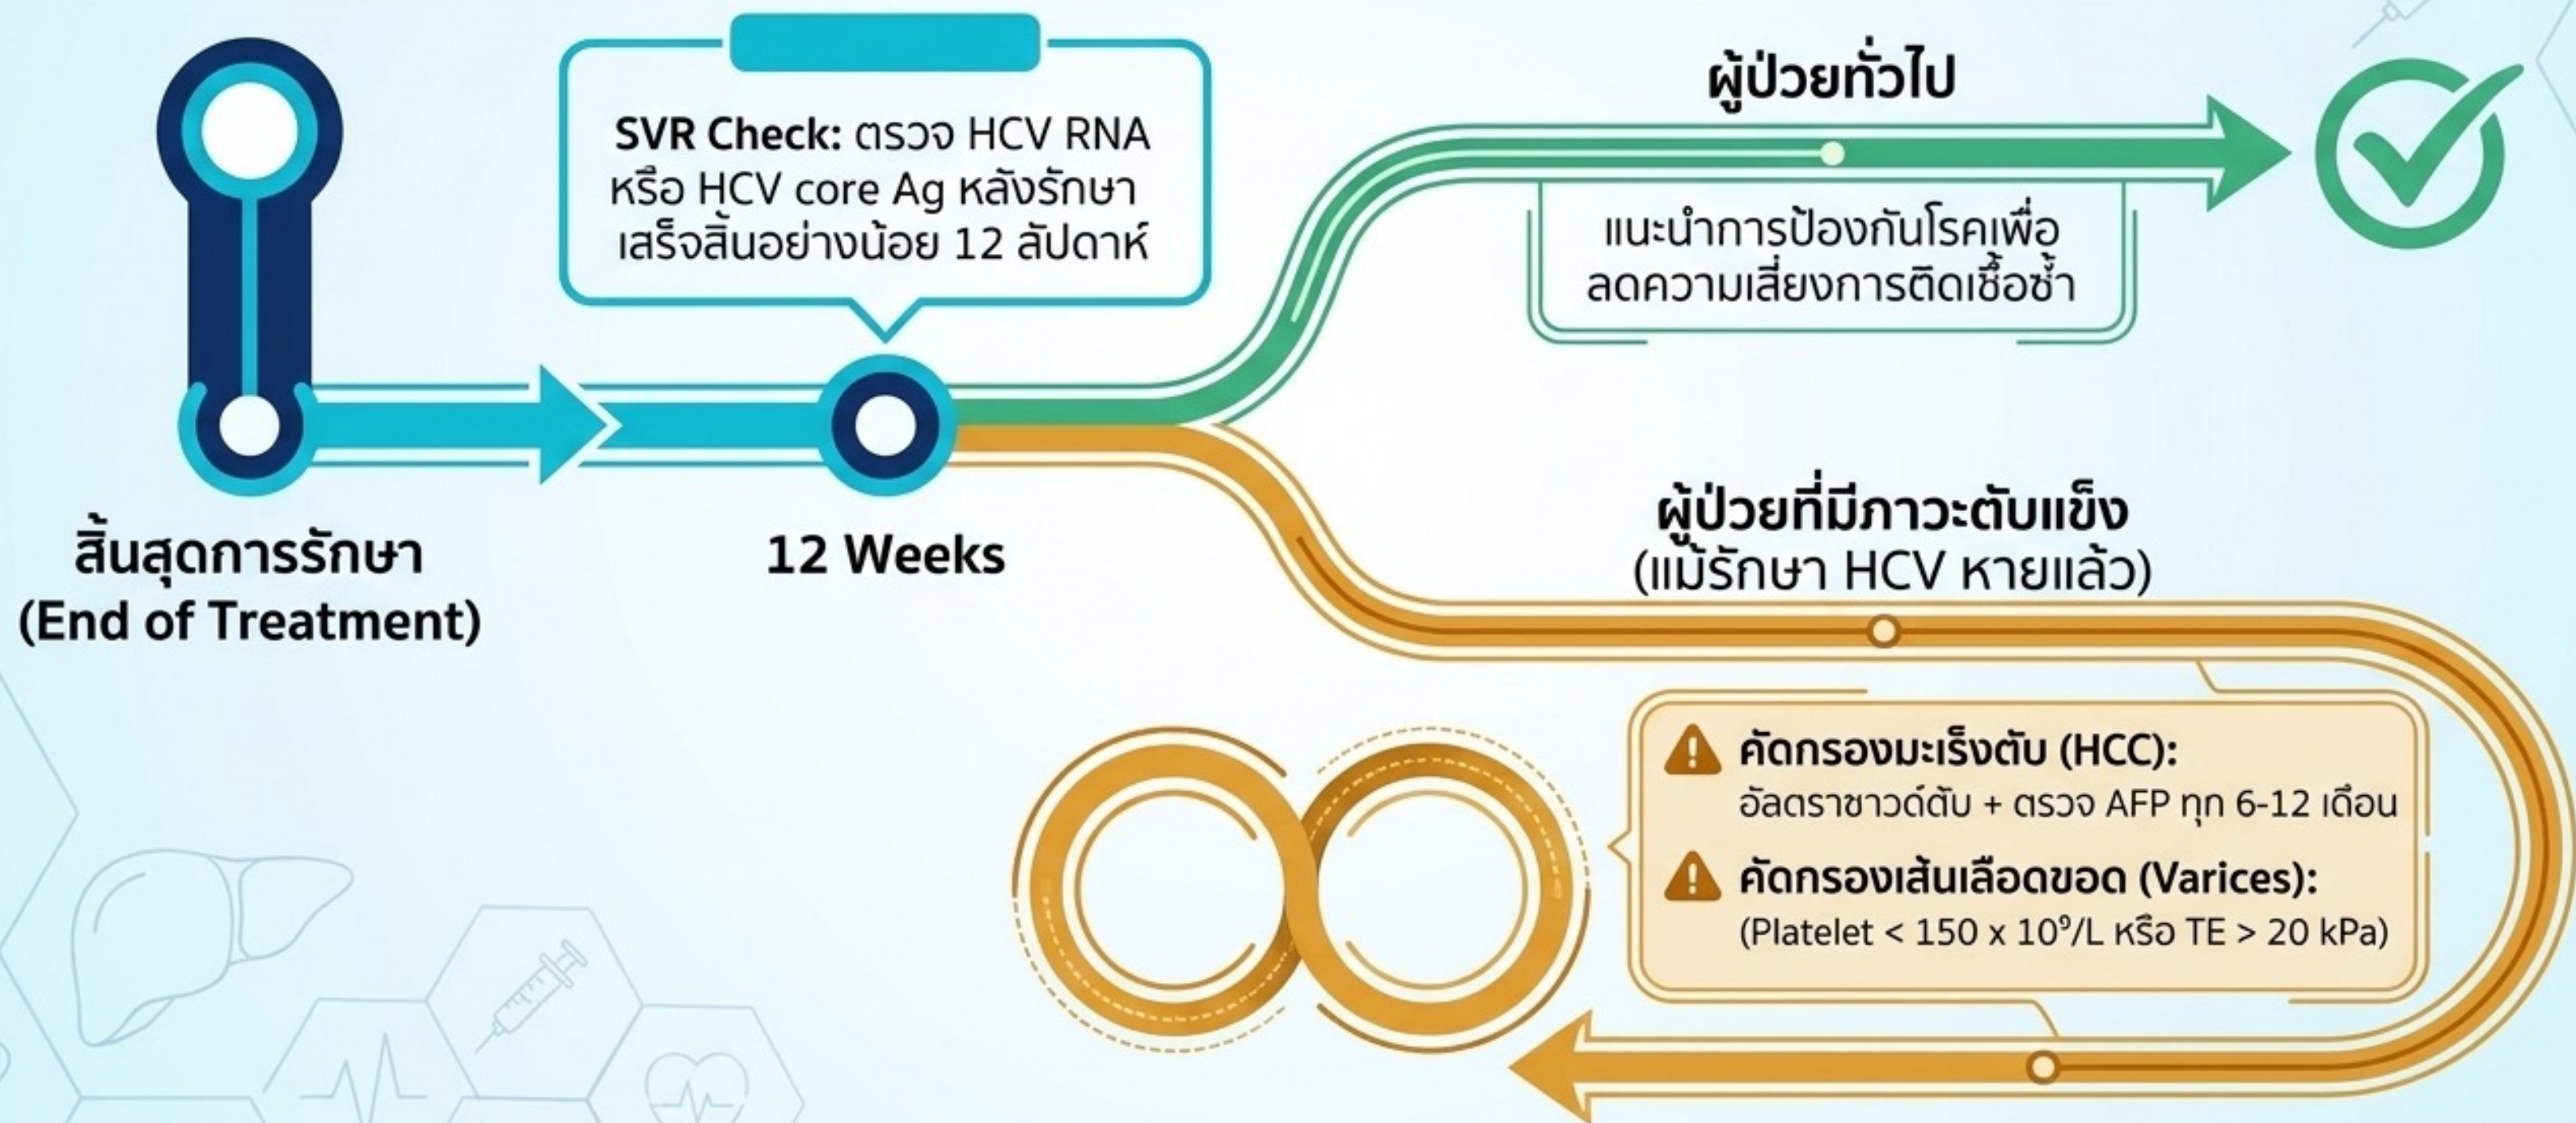 SVR Check: ตรวจ HCV RNA
หรือ HCV core Ag หลังรักษา
เสร็จสิ้นอย่างน้อย 12 สัปดาห์
สิ้นสุดการรักษา
(End of Treatment)
12 Weeks
ผู้ป่วยทั่วไป
แนะนำการป้องกันโรคเพื่อ
ลดความเสี่ยงการติดเชื้อซ้ำ
ผู้ป่วยที่มีภาวะตับแข็ง
(แม้รักษา HCV หายแล้ว)
คัดกรองมะเร็งตับ (HCC):
อัลตราซาวด์ตับ + ตรวจ AFP ทุก 6-12 เดือน
คัดกรองเส้นเลือดขอด (Varices):
(Platelet < 150 x 10⁹/L หรือ TE > 20 kPa)